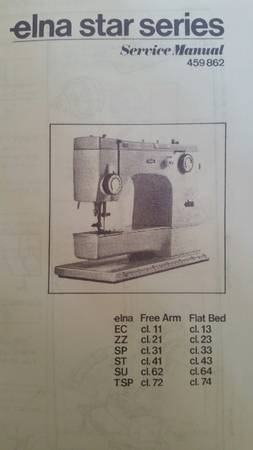 elna star series
Service Manual
459 862
elna Free Arm Flat Bed
EC cl. 11 cl. 13
ZZ cl. 21 cl. 23
SP cl. 31 cl. 33
ST cl. 41 cl. 43
SU cl. 62 cl. 64
TSP cl. 72 cl. 74